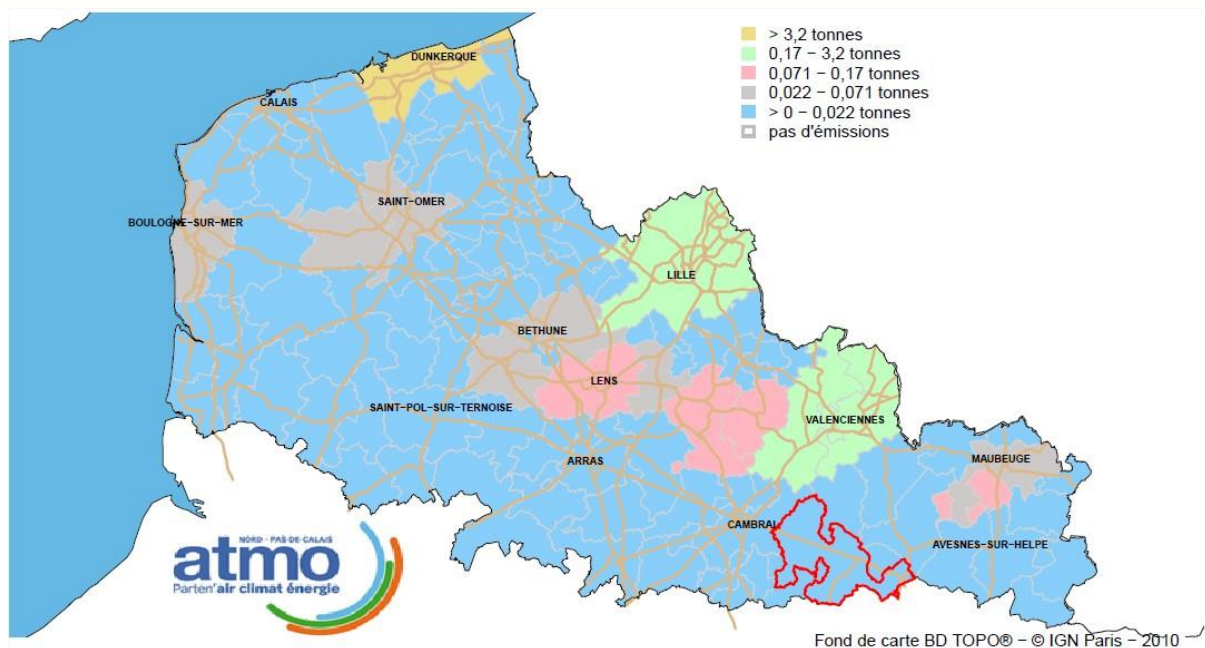 > 3,2 tonnes
0,17 − 3,2 tonnes
0,071 − 0,17 tonnes
0,022 − 0,071 tonnes
> 0 − 0,022 tonnes
pas d'émissions
DUNKERQUE
CALAIS
SAINT−OMER
BOULOGNE−SUR−MER
LILLE
BETHUNE
LENS
SAINT−POL−SUR−TERNOISE
VALENCIENNES
ARRAS
MAUBEUGE
CAMBRAI
AVESNES−SUR−HELPE
NORD - PAS-DE-CALAIS
atmo
Parten'air climat énergie
Fond de carte BD TOPO® − © IGN Paris − 2010